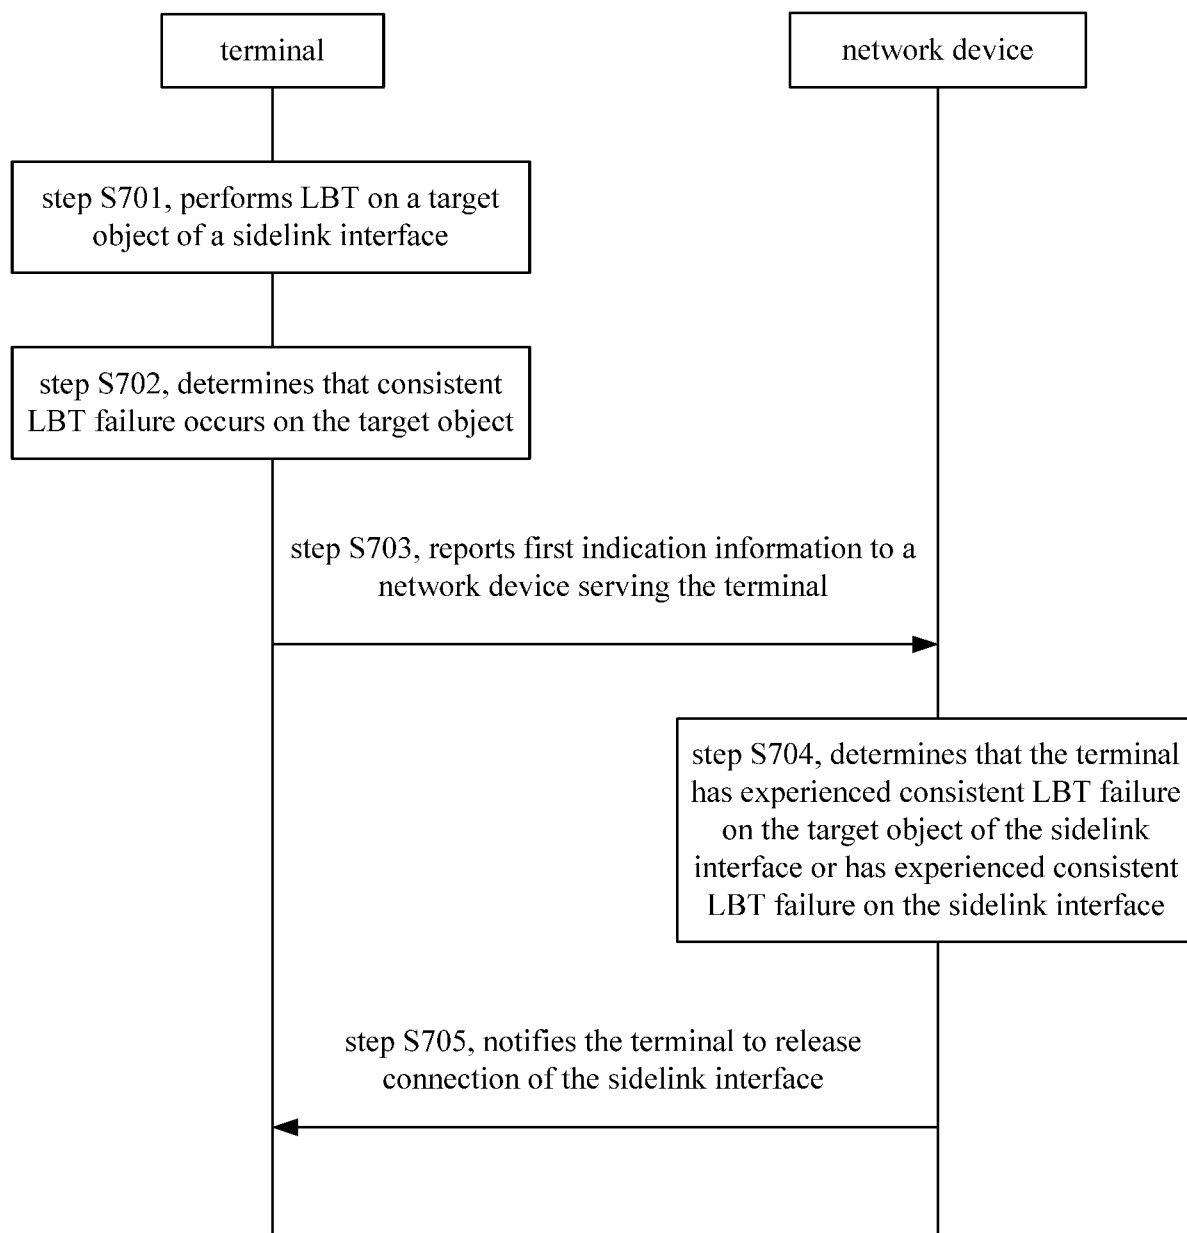 terminal
network device
step S701, performs LBT on a target
object of a sidelink interface
step S702, determines that consistent
LBT failure occurs on the target object
step S703, reports first indication information to a
network device serving the terminal
step S704, determines that the terminal
has experienced consistent LBT failure
on the target object of the sidelink
interface or has experienced consistent
LBT failure on the sidelink interface
step S705, notifies the terminal to release
connection of the sidelink interface